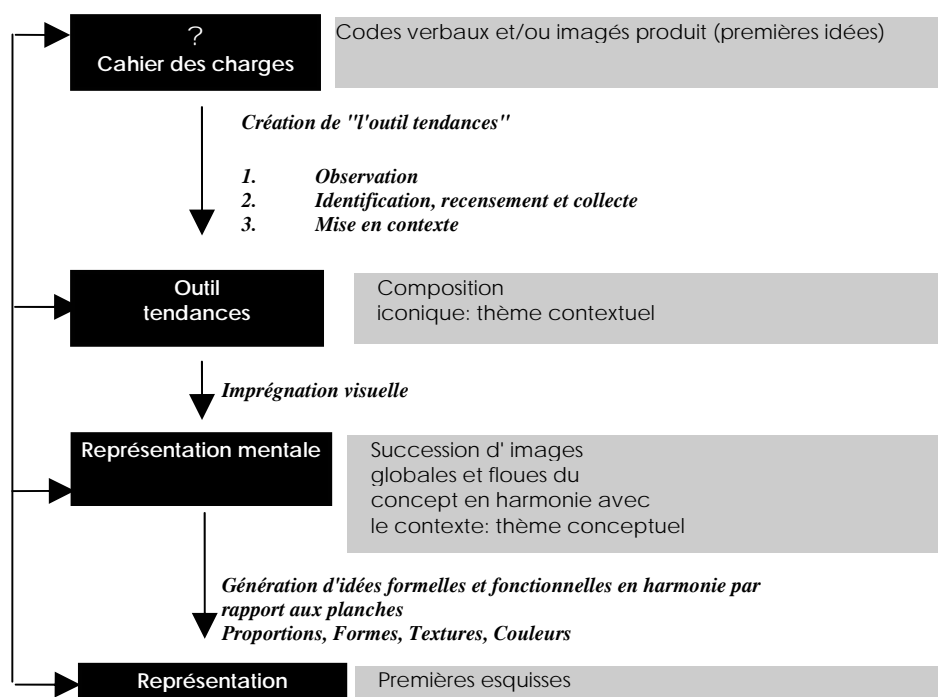 ?
Cahier des charges
Codes verbaux et/ou imagés produit (premières idées)
Création de "l'outil tendances"
1. Observation
2. Identification, recensement et collecte
3. Mise en contexte
Outil
tendances
Composition
iconique: thème contextuel
Imprégnation visuelle
Représentation mentale
Succession d' images
globales et floues du
concept en harmonie avec
le contexte: thème conceptuel
Génération d'idées formelles et fonctionnelles en harmonie par
rapport aux planches
Proportions, Formes, Textures, Couleurs
Représentation
Premières esquisses